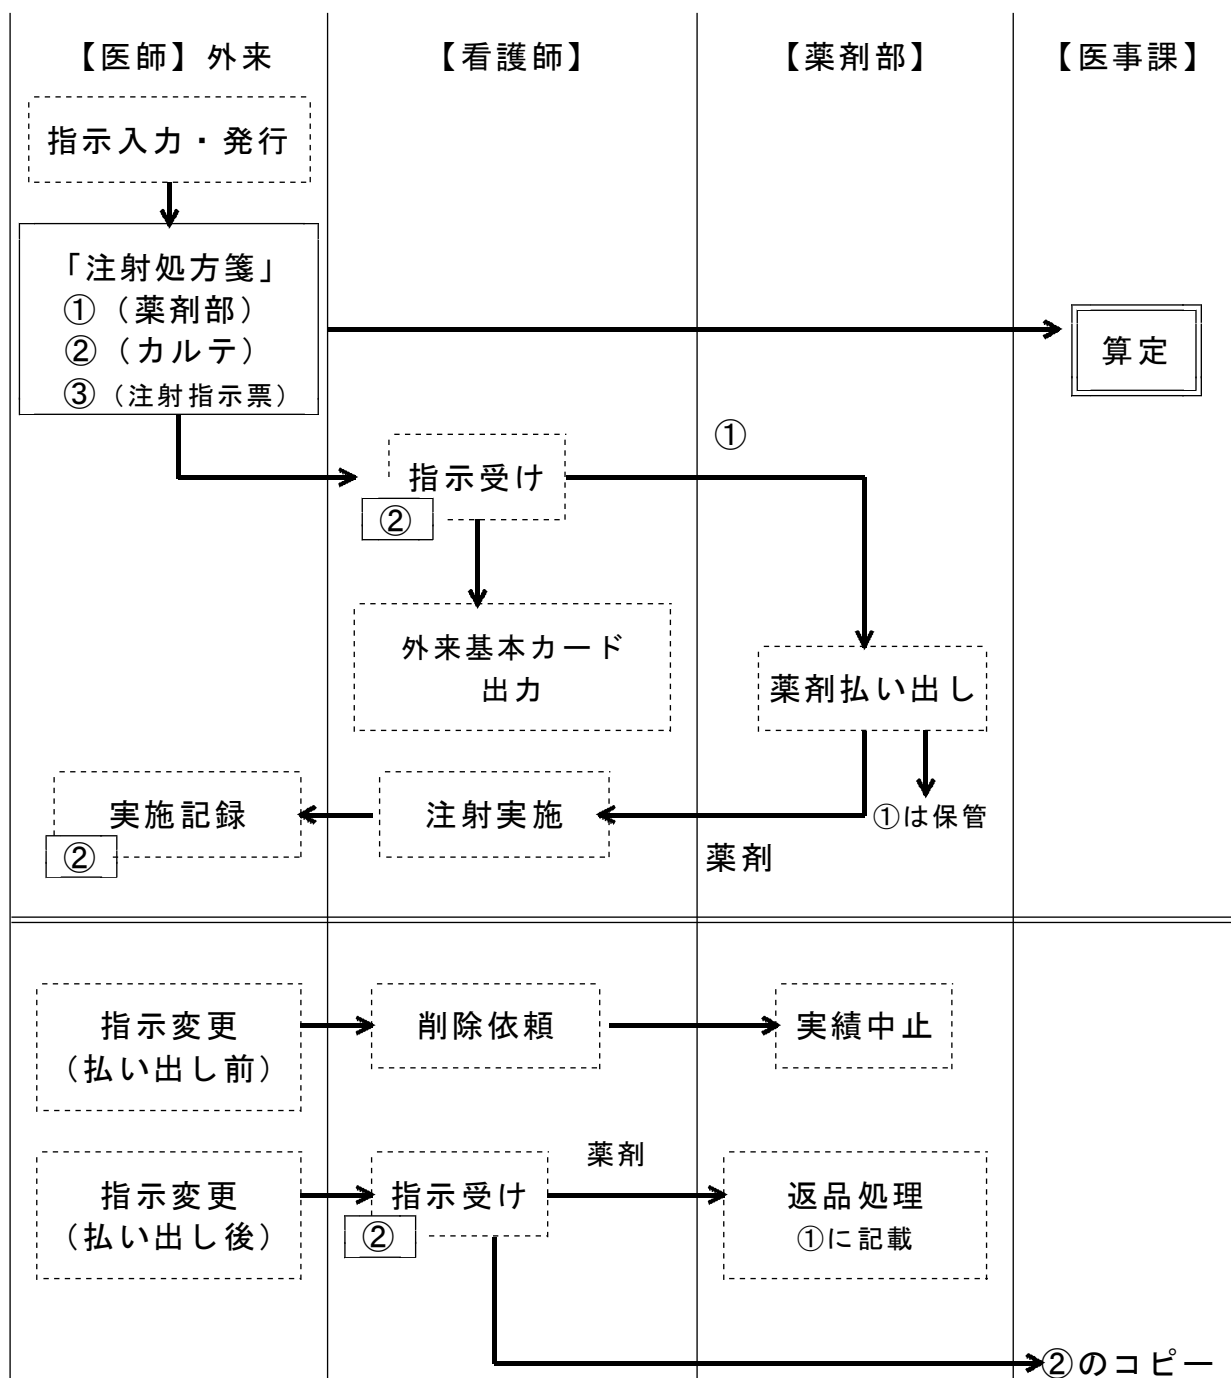 【医師】外来
【看護師】
【薬剤部】
【医事課】
指示入力・発行
「注射処方箋」
①（薬剤部）
②（カルテ）
③（注射指示票）
算定
①
指示受け
②
外来基本カード
出力
薬剤払い出し
実施記録
②
注射実施
①は保管
薬剤
指示変更
（払い出し前）
削除依頼
実績中止
指示変更
（払い出し後）
指示受け
②
薬剤
返品処理
①に記載
②のコピー